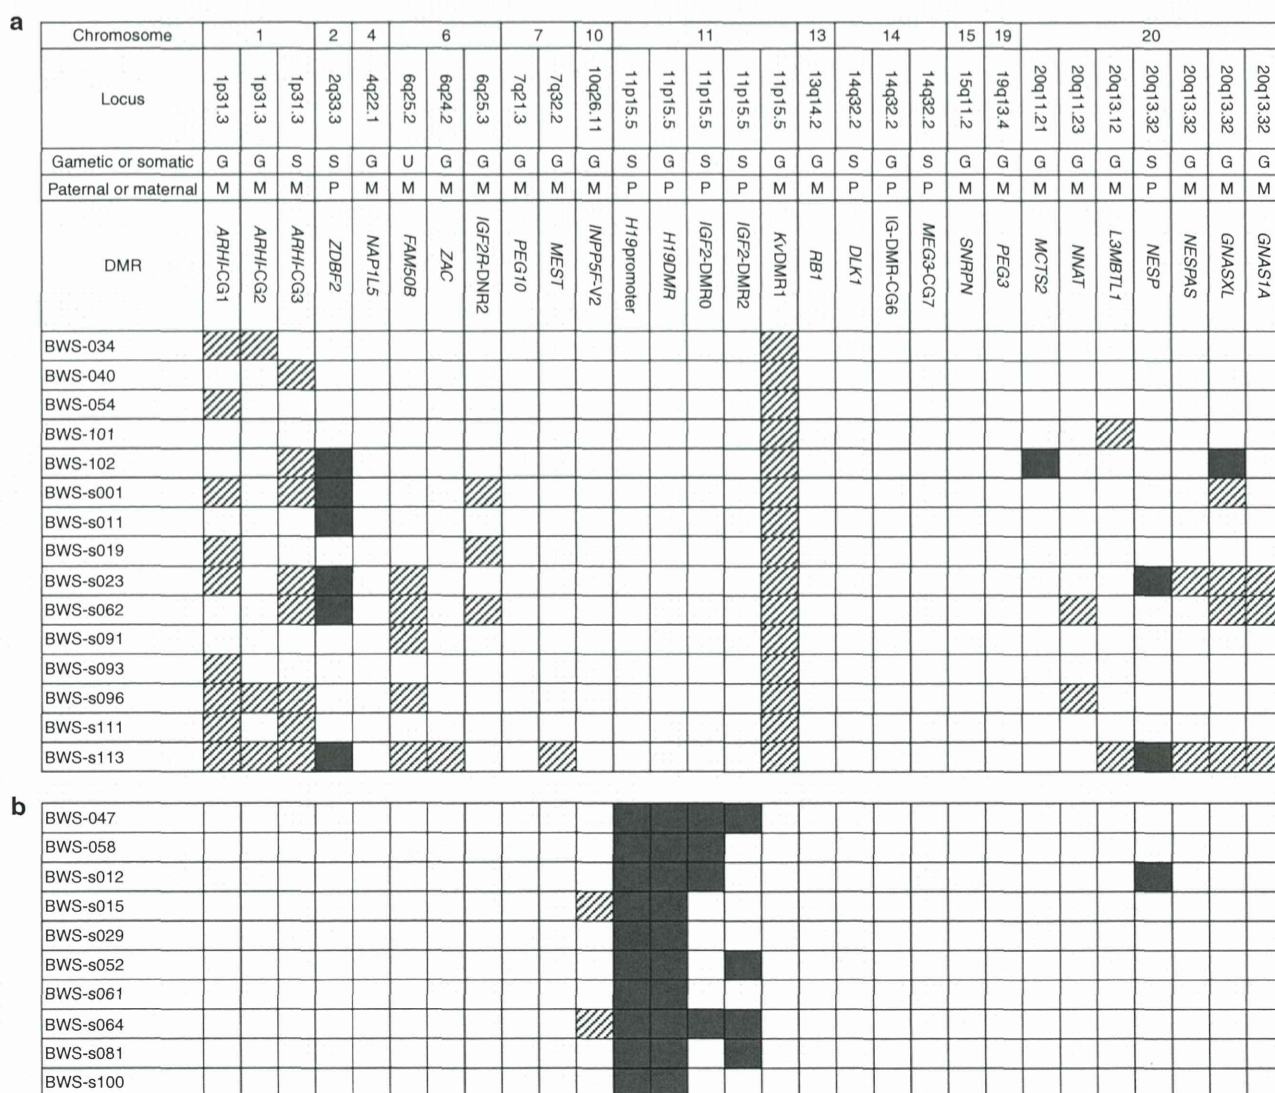 a
Chromosome 1 2 4 6 7 10 11 13 14 15 19 20
Locus 1p31.3 1p31.3 1p31.3 2q33.3 4q22.1 6q25.2 6q24.2 6q25.3 7q21.3 7q32.2 10q26.11 11p15.5 11p15.5 11p15.5 11p15.5 11p15.5 13q14.2 14q32.2 14q32.2 14q32.2 15q11.2 19q13.4 20q11.21 20q11.23 20q13.12 20q13.32 20q13.32 20q13.32 20q13.32
Gametic or somatic G G S S G U G G G G G S G S S G G S G S G G G G G S G G G
Paternal or maternal M M M P M M M M M M M P P P P M M P P P M M M M M P M M M
DMR ARHI-CG1 ARHI-CG2 ARHI-CG3 ZDBF2 NAP1L5 FAM50B ZAC IGF2R-DNR2 PEG10 MEST INPP5F-V2 H19promoter H19DMR IGF2-DMR0 IGF2-DMR2 KvDMR1 RB1 DLK1 IG-DMR-CG6 MEG3-CG7 SNRPN PEG3 MCTS2 NNAT L3MBTL1 NESP NESPAS GNASXL GNAS1A
BWS-034
BWS-040
BWS-054
BWS-101
BWS-102
BWS-s001
BWS-s011
BWS-s019
BWS-s023
BWS-s062
BWS-s091
BWS-s093
BWS-s096
BWS-s111
BWS-s113
b
BWS-047
BWS-058
BWS-s012
BWS-s015
BWS-s029
BWS-s052
BWS-s061
BWS-s064
BWS-s081
BWS-s100